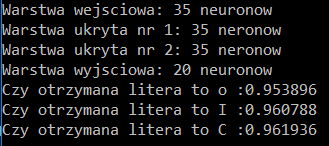 Warstwa wejsciowa: 35 neuronow
Warstwa ukryta nr 1: 35 neronow
Warstwa ukryta nr 2: 35 neronow
Warstwa wyjsciowa: 20 neuronow
Czy otrzymana litera to o :0.953896
Czy otrzymana litera to I :0.960788
Czy otrzymana litera to C :0.961936